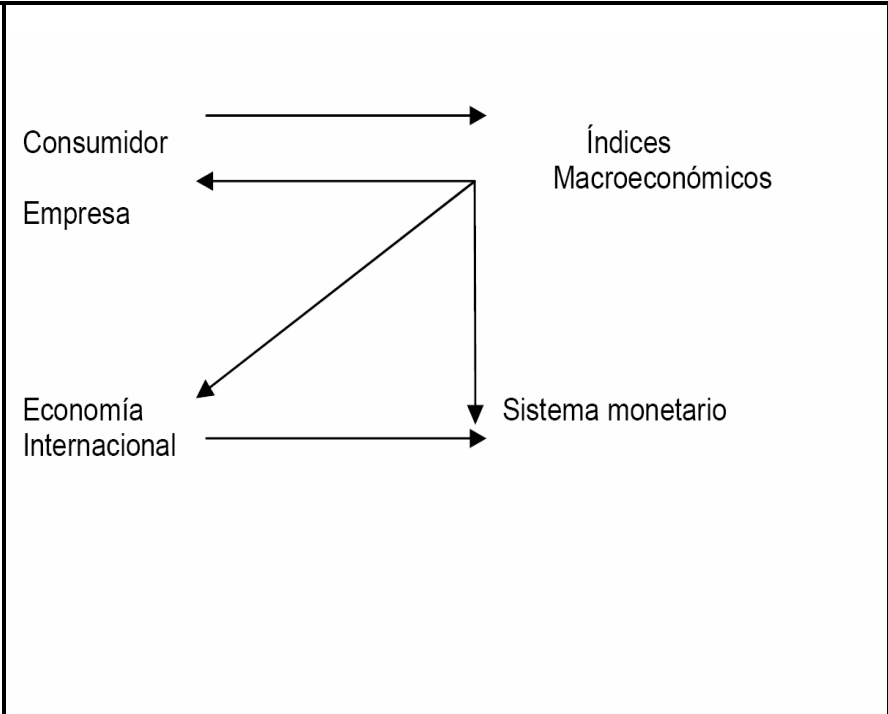 Consumidor
Índices
Macroeconómicos
Empresa
Economía
Internacional
Sistema monetario